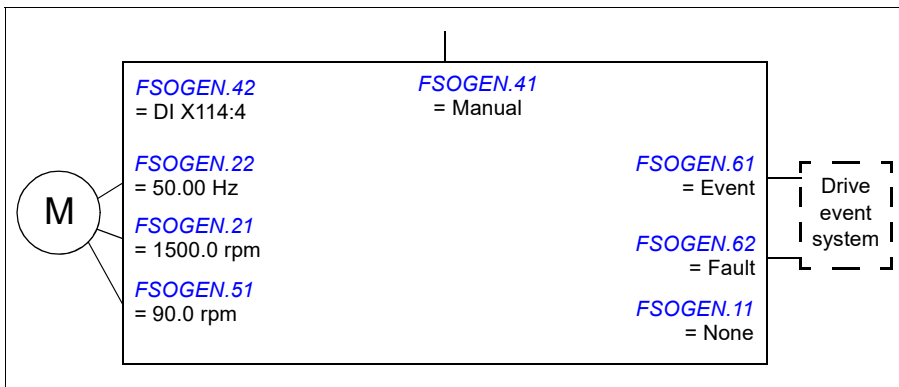 FSOGEN.42
= DI X114:4
FSOGEN.41
= Manual
FSOGEN.22
= 50.00 Hz
FSOGEN.21
= 1500.0 rpm
FSOGEN.51
= 90.0 rpm
M
FSOGEN.61
= Event
FSOGEN.62
= Fault
FSOGEN.11
= None
Drive
event
system